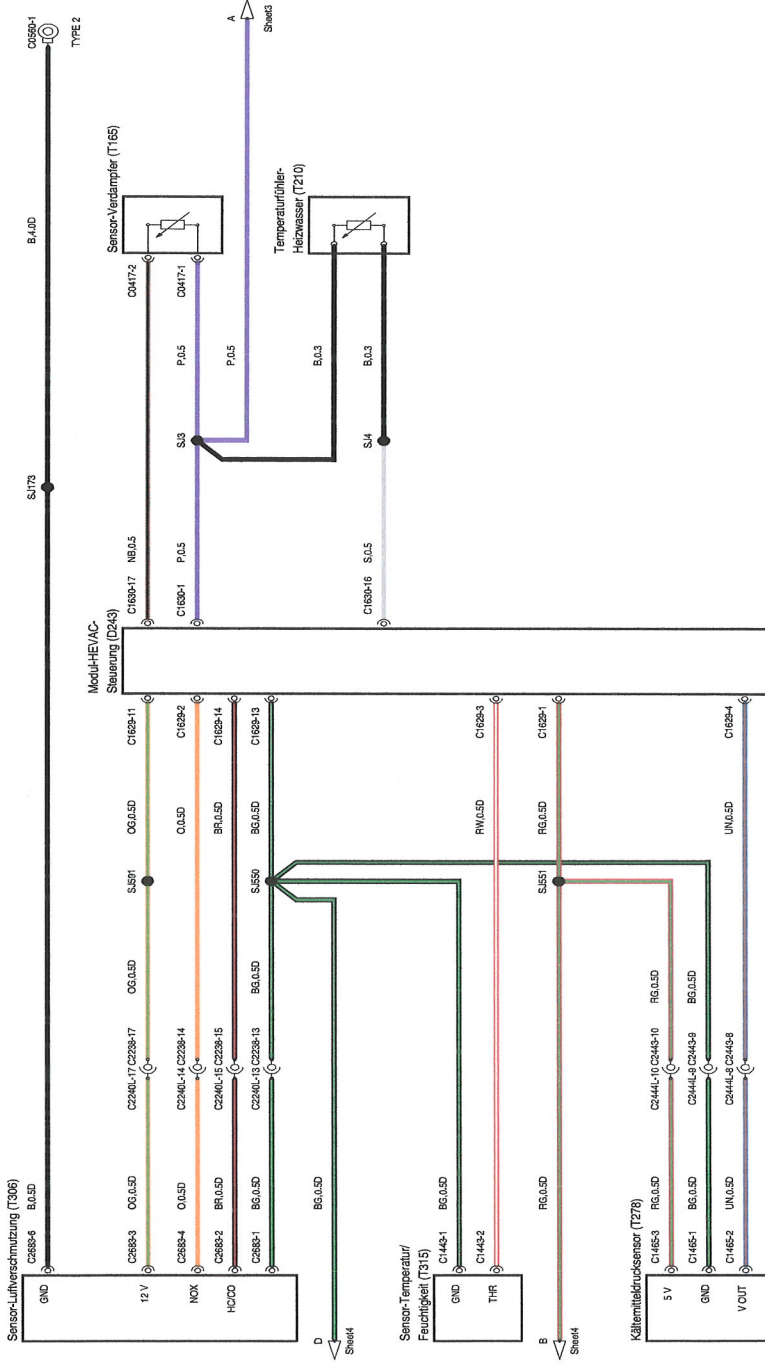 Sensor-Luftverschmutzung (T306)
C2683-6
B,0.5D
GND
SJ173
B,4.0D
C0560-1
TYPE 2
Modul-HEVAC-
Steuerung (D243)
C2683-3
OG,0.5D
C2240L-17
C2238-17
OG,0.5D
SJ591
OG,0.5D
C1629-11
12 V
C2683-4
O,0.5D
C2240L-14
C2238-14
O,0.5D
C1629-2
NOX
C2683-2
BR,0.5D
C2240L-15
C2238-15
BR,0.5D
C1629-14
HC/CO
C2683-1
BG,0.5D
C2240L-13
C2238-13
BG,0.5D
SJ550
BG,0.5D
C1629-13
C1630-17
NB,0.5
C0417-2
Sensor-Verdampfer (T165)
C1630-1
P,0.5
SJ3
P,0.5
C0417-1
P,0.5
A
Sheet3
Temperaturfühler-
Heizwasser (T210)
B,0.3
C1630-16
S,0.5
SJ4
B,0.3
D
Sheet4
BG,0.5D
Sensor-Temperatur/
Feuchtigkeit (T315)
C1443-1
BG,0.5D
GND
C1443-2
THR
RW,0.5D
C1629-3
B
Sheet4
RG,0.5D
SJ551
RG,0.5D
C1629-1
Kältemitteldrucksensor (T278)
C1465-3
RG,0.5D
C2444L-10
C2443-10
RG,0.5D
5 V
C1465-1
BG,0.5D
C2444L-9
C2443-9
BG,0.5D
GND
C1465-2
UN,0.5D
C2444L-8
C2443-8
UN,0.5D
C1629-4
V OUT